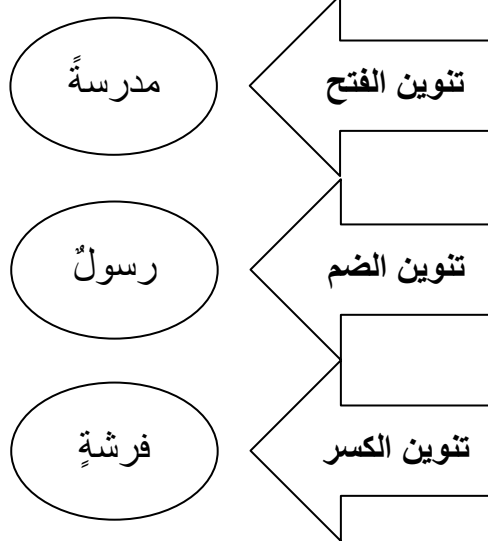 تنوين الفتح
مدرسةً
تنوين الضم
رسولٌ
تنوين الكسر
فرشةٍ